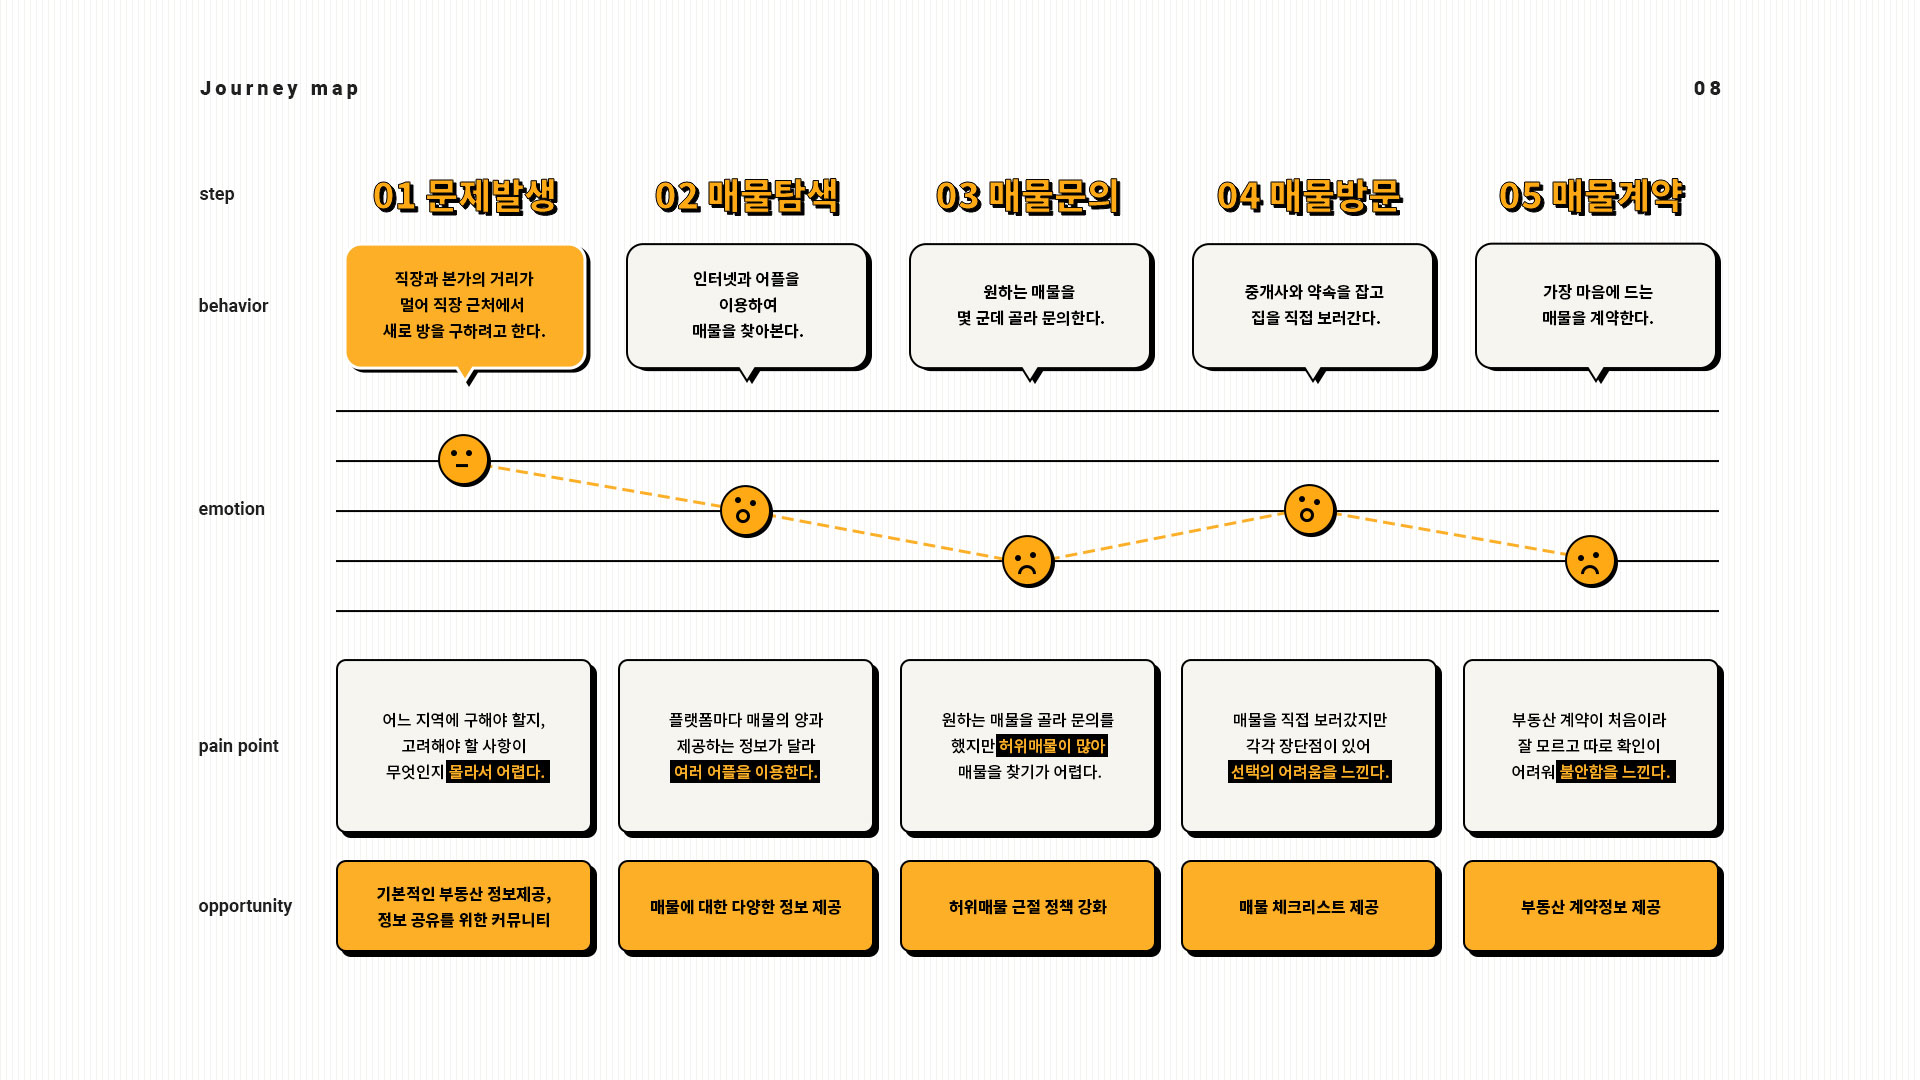 Journey map
08
step
01 문제발생
02 매물탐색
03 매물문의
04 매물방문
05 매물계약
behavior
직장과 본가의 거리가
멀어 직장 근처에서
새로 방을 구하려고 한다.
인터넷과 어플을
이용하여
매물을 찾아본다.
원하는 매물을
몇 군데 골라 문의한다.
중개사와 약속을 잡고
집을 직접 보러간다.
가장 마음에 드는
매물을 계약한다.
emotion
pain point
어느 지역에 구해야 할지,
고려해야 할 사항이
무엇인지 몰라서 어렵다.
플랫폼마다 매물의 양과
제공하는 정보가 달라
여러 어플을 이용한다.
원하는 매물을 골라 문의를
했지만 허위매물이 많아
매물을 찾기가 어렵다.
매물을 직접 보러갔지만
각각 장단점이 있어
선택의 어려움을 느낀다.
부동산 계약이 처음이라
잘 모르고 따로 확인이
어려워 불안함을 느낀다.
opportunity
기본적인 부동산 정보제공,
정보 공유를 위한 커뮤니티
매물에 대한 다양한 정보 제공
허위매물 근절 정책 강화
매물 체크리스트 제공
부동산 계약정보 제공